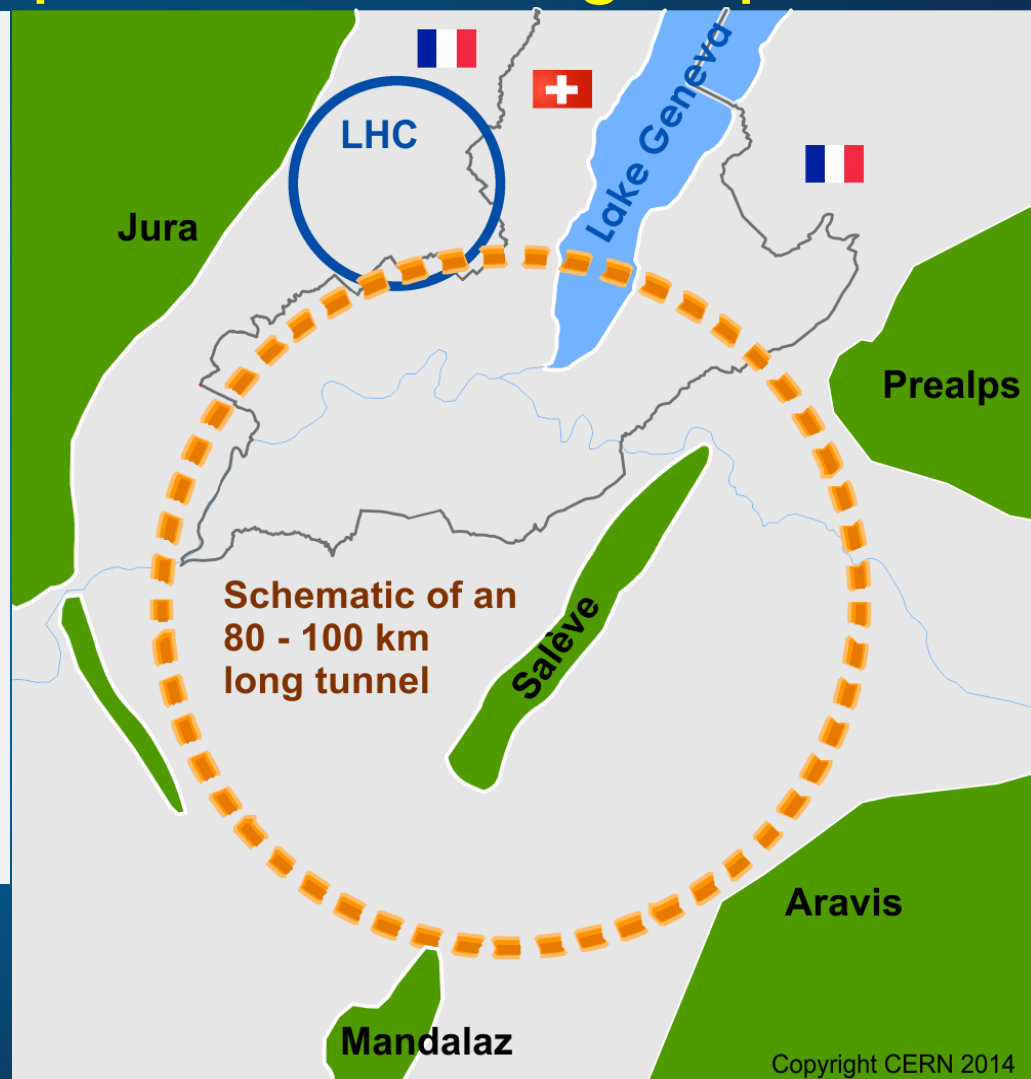 LHC
Lake Geneva
Jura
Prealps
Schematic of an
80 - 100 km
long tunnel
Salève
Aravis
Mandalaz
Copyright CERN 2014